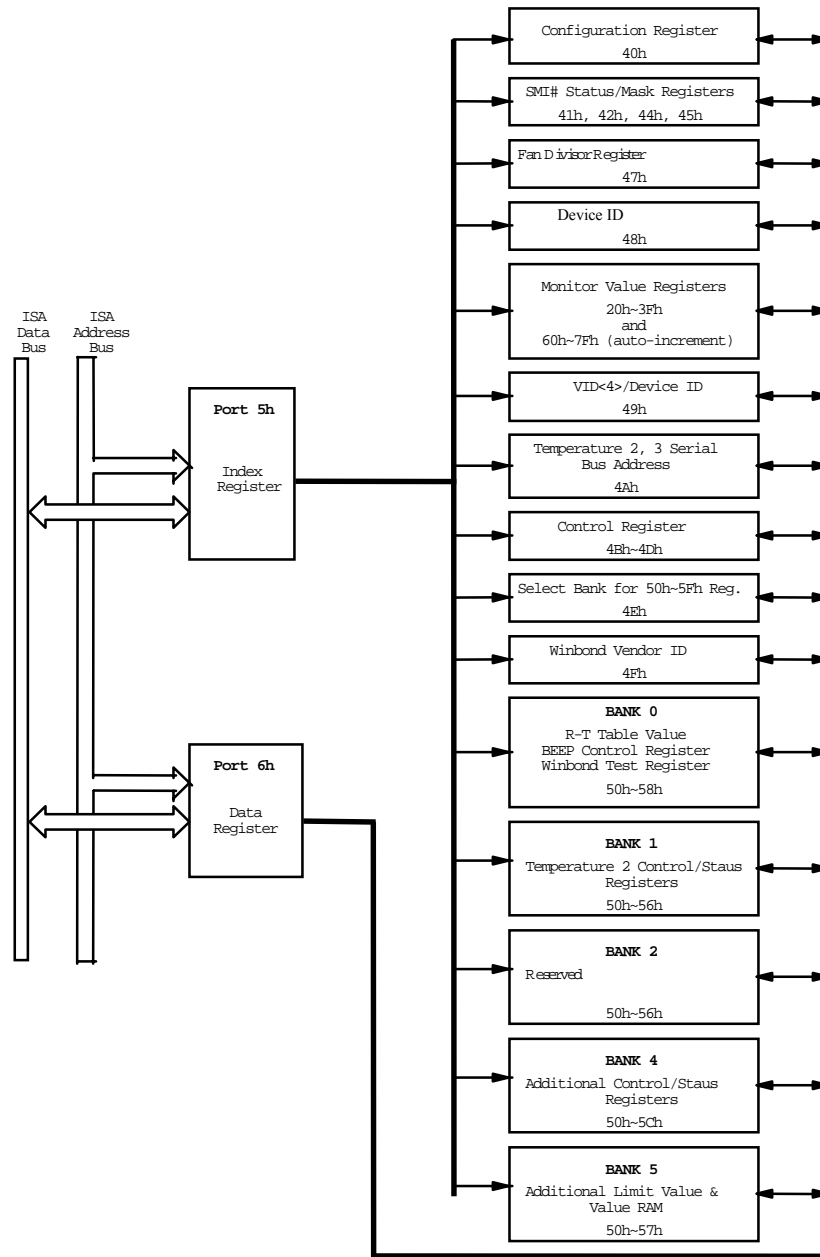 Configuration Register
40h
SMI# Status/Mask Registers
41h, 42h, 44h, 45h
Fan Divisor Register
47h
Device ID
48h
Monitor Value Registers
20h~3Fh
and
60h~7Fh (auto-increment)
ISA
Data
Bus
ISA
Address
Bus
VID<4>/Device ID
49h
Port 5h
Index
Register
Temperature 2, 3 Serial
Bus Address
4Ah
Control Register
4Bh~4Dh
Select Bank for 50h~5Fh Reg.
4Eh
Winbond Vendor ID
4Fh
BANK 0
R-T Table Value
BEEP Control Register
Winbond Test Register
50h~58h
Port 6h
Data
Register
BANK 1
Temperature 2 Control/Staus
Registers
50h~56h
BANK 2
Reserved
50h~56h
BANK 4
Additional Control/Staus
Registers
50h~5Ch
BANK 5
Additional Limit Value &
Value RAM
50h~57h